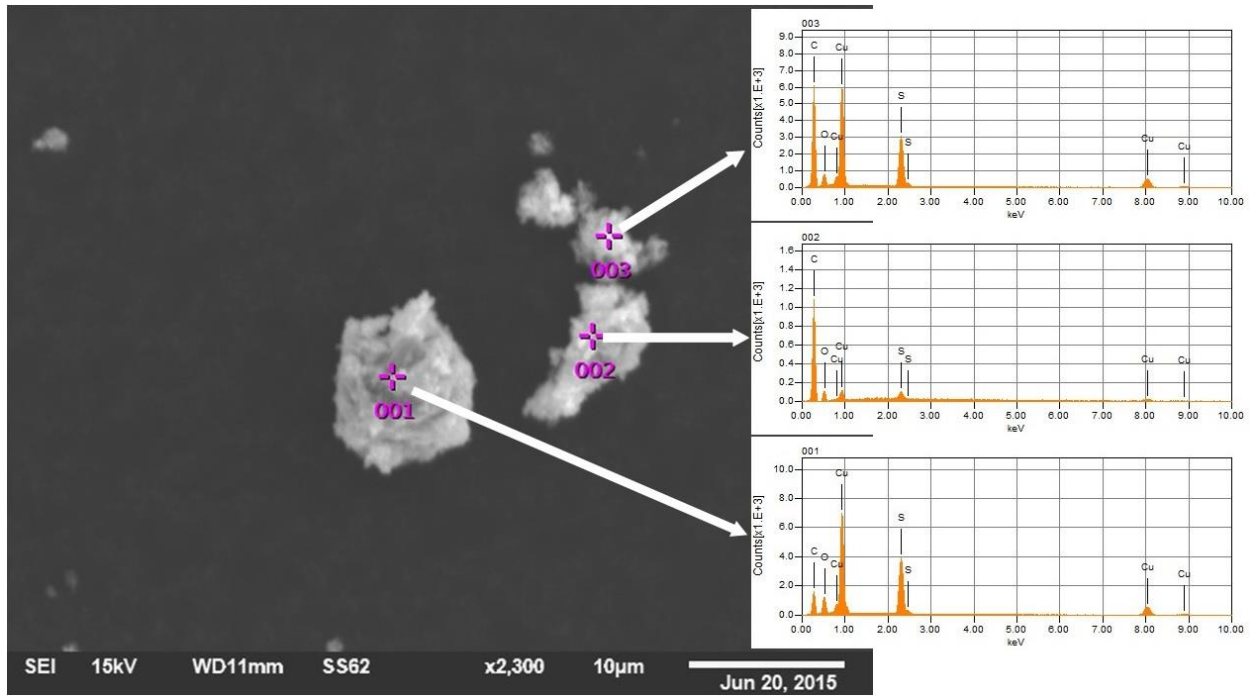 003
9.0
8.0
7.0
6.0
5.0
4.0
3.0
2.0
1.0
0.0
Counts[x1.E+3]
C Cu
O Cu
S
S
Cu Cu
0.00 1.00 2.00 3.00 4.00 5.00 6.00 7.00 8.00 9.00 10.00
keV
003
002
1.6
1.4
1.2
1.0
0.8
0.6
0.4
0.2
0.0
Counts[x1.E+3]
C
O Cu Cu
S S
Cu Cu
0.00 1.00 2.00 3.00 4.00 5.00 6.00 7.00 8.00 9.00 10.00
keV
002
001
001
10.0
8.0
6.0
4.0
2.0
0.0
Counts[x1.E+3]
Cu
C O Cu
S
S
Cu Cu
0.00 1.00 2.00 3.00 4.00 5.00 6.00 7.00 8.00 9.00 10.00
keV
SEI 15kV WD11mm SS62 x2,300 10µm
Jun 20, 2015